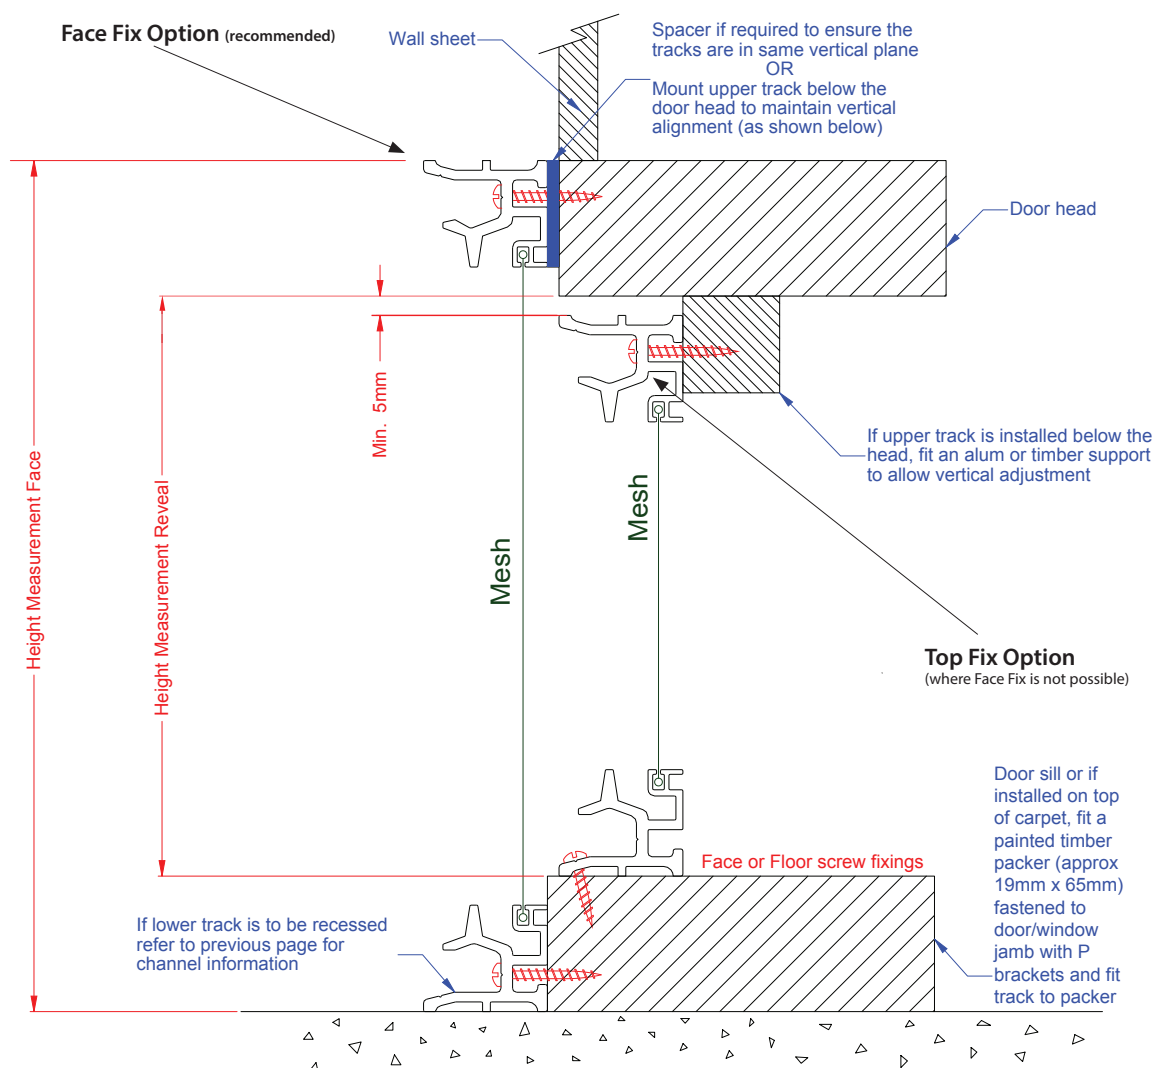 Face Fix Option (recommended)
Wall sheet
Spacer if required to ensure the
tracks are in same vertical plane
OR
Mount upper track below the
door head to maintain vertical
alignment (as shown below)
Door head
Min. 5mm
If upper track is installed below the
head, fit an alum or timber support
to allow vertical adjustment
Height Measurement Face
Height Measurement Reveal
Mesh
Mesh
Top Fix Option
(where Face Fix is not possible)
Door sill or if
installed on top
of carpet, fit a
painted timber
packer (approx
19mm x 65mm)
fastened to
door/window
jamb with P
brackets and fit
track to packer
Face or Floor screw fixings
If lower track is to be recessed
refer to previous page for
channel information